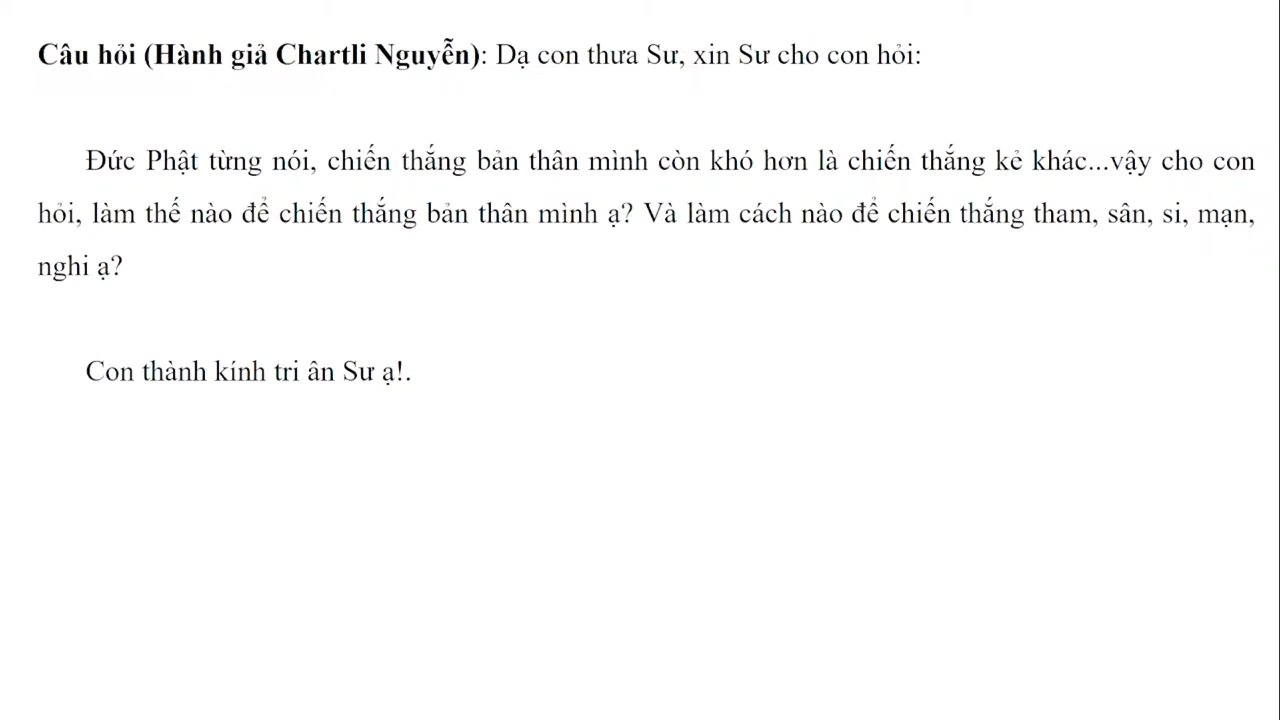 Câu hỏi (Hành giả Chartli Nguyễn): Dạ con thưa Sư, xin Sư cho con hỏi:
Đức Phật từng nói, chiến thắng bản thân mình còn khó hơn là chiến thắng kẻ khác...vậy cho con
hỏi, làm thế nào để chiến thắng bản thân mình ạ? Và làm cách nào để chiến thắng tham, sân, si, mạn,
nghi ạ?
Con thành kính tri ân Sư ạ!.